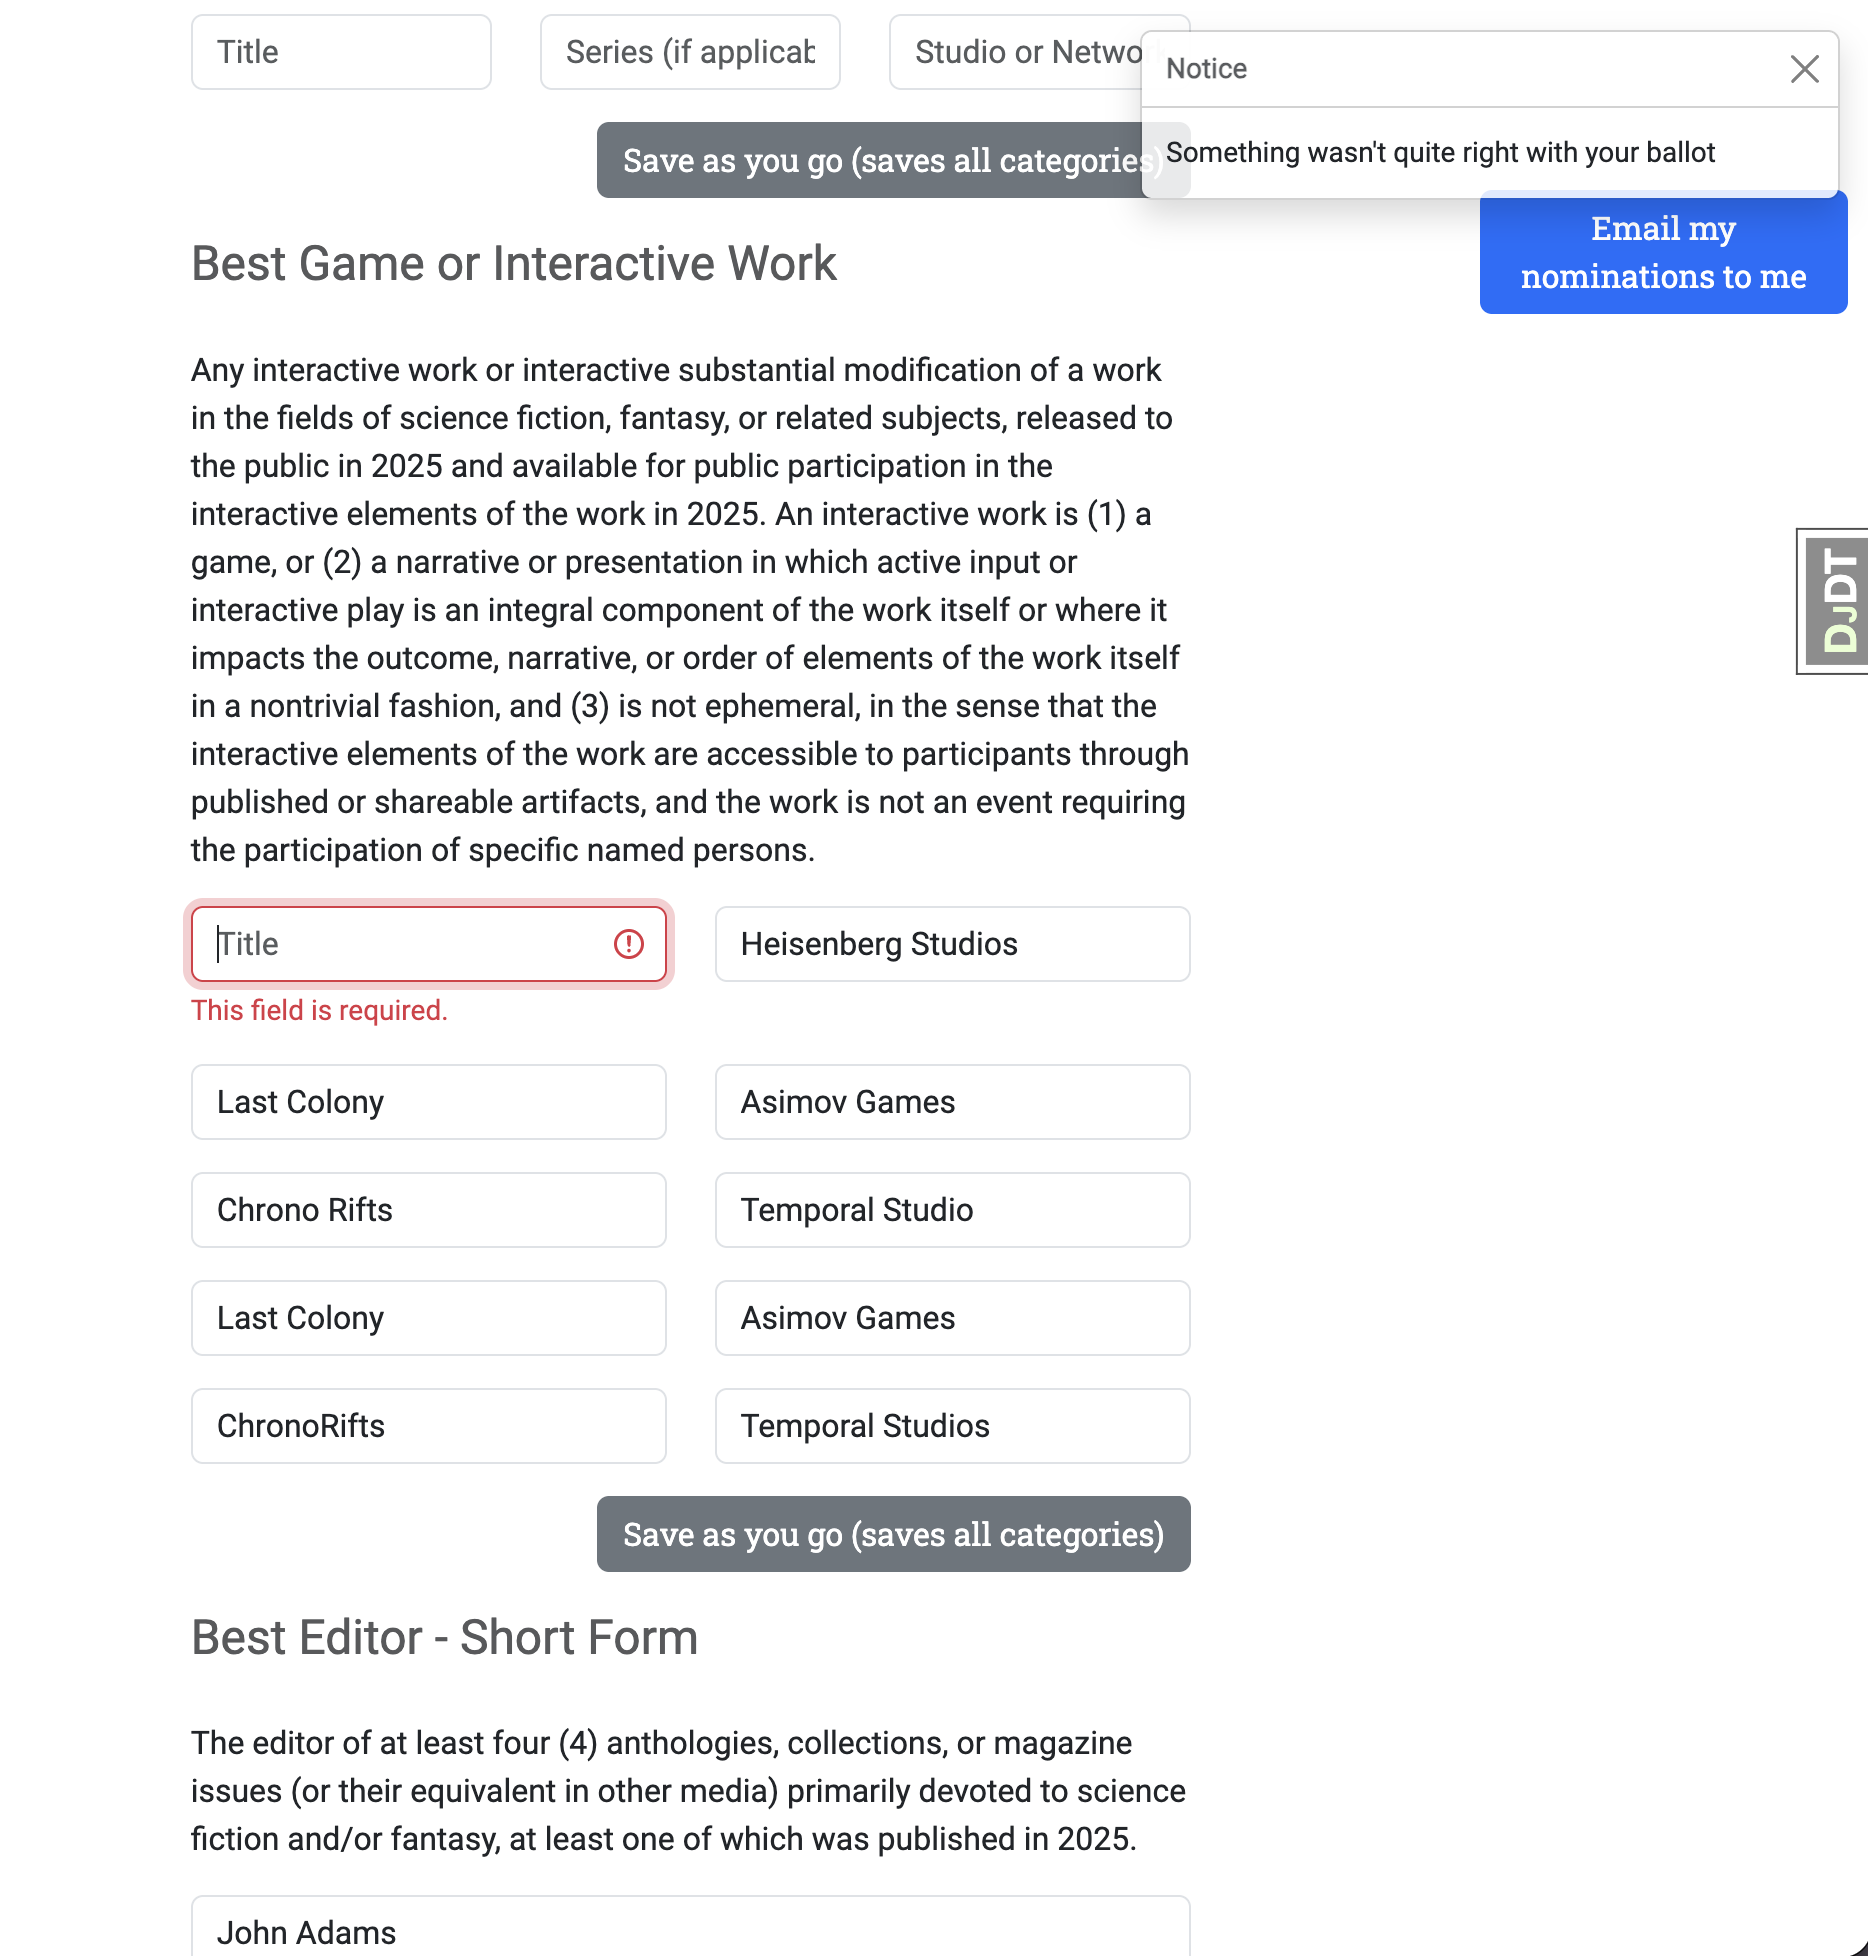 Title
Series (if applicab
Studio or Netwo
Notice
Something wasn't quite right with your ballot
Save as you go (saves all categories)
Email my
nominations to me
Best Game or Interactive Work
Any interactive work or interactive substantial modification of a work
in the fields of science fiction, fantasy, or related subjects, released to
the public in 2025 and available for public participation in the
interactive elements of the work in 2025. An interactive work is (1) a
game, or (2) a narrative or presentation in which active input or
interactive play is an integral component of the work itself or where it
impacts the outcome, narrative, or order of elements of the work itself
in a nontrivial fashion, and (3) is not ephemeral, in the sense that the
interactive elements of the work are accessible to participants through
published or shareable artifacts, and the work is not an event requiring
the participation of specific named persons.
DJDT
Title
Heisenberg Studios
This field is required.
Last Colony
Asimov Games
Chrono Rifts
Temporal Studio
Last Colony
Asimov Games
ChronoRifts
Temporal Studios
Save as you go (saves all categories)
Best Editor - Short Form
The editor of at least four (4) anthologies, collections, or magazine
issues (or their equivalent in other media) primarily devoted to science
fiction and/or fantasy, at least one of which was published in 2025.
John Adams